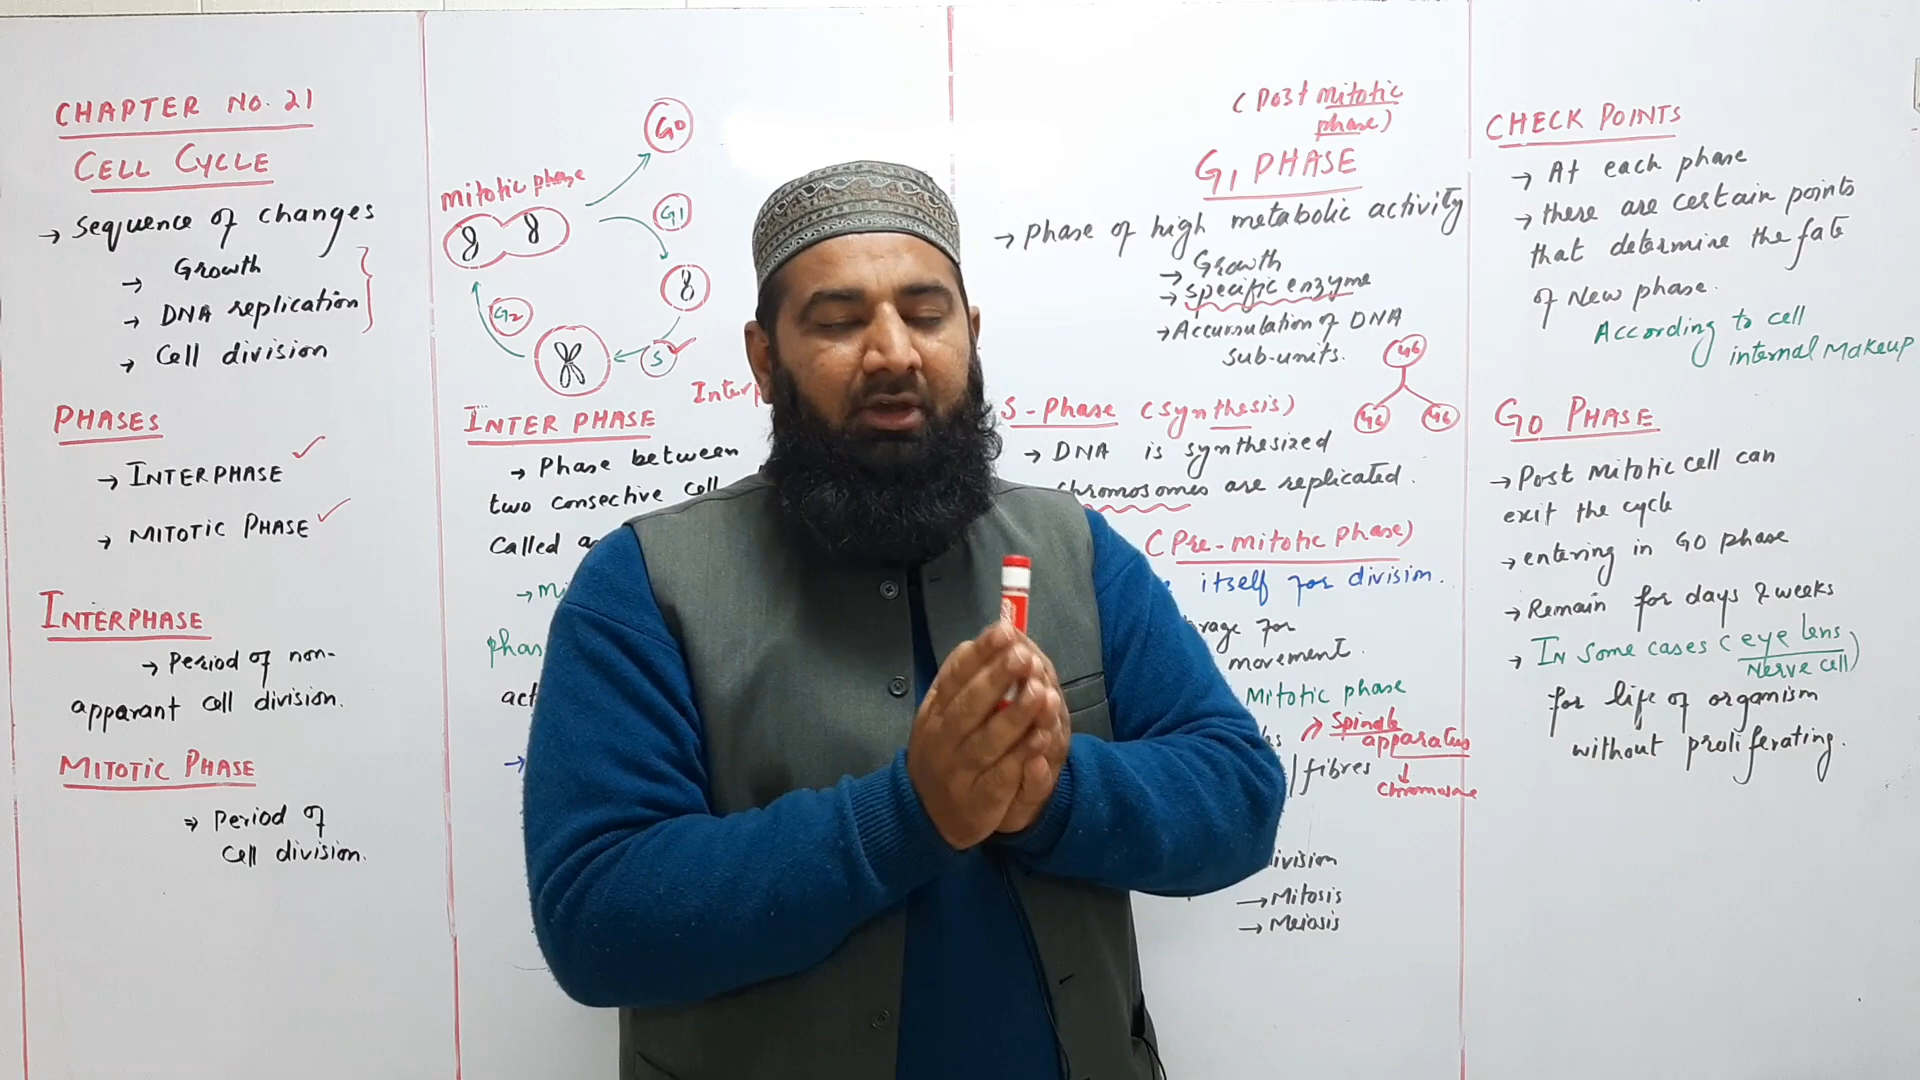 CHAPTER NO. 21
CELL CYCLE
→ Sequence of changes
→ Growth
→ DNA replication
→ Cell division
PHASES
→ INTERPHASE
→ MITOTIC PHASE
INTERPHASE
→ Period of non-
apparant cell division.
MITOTIC PHASE
⇒ Period of
cell division.
G0
mitotic phase
G1
G2
S
INTER PHASE
→ Phase between
two consective cell
called
→
(Post mitotic
phase)
G1 PHASE
→ Phase of high metabolic activity
→ Growth
→ specific enzyme
→ Accumulation of DNA
sub-units.
46
46 46
S-Phase (Synthesis)
→ DNA is synthesized
chromosomes are replicated.
(Pre-mitotic phase)
itself for division.
for
movement.
Mitotic phase
→ Spindle
apparatus
/fibres
↓
chromosome
→ Mitosis
→ Meiosis
CHECK POINTS
→ At each phase
→ there are certain points
that determine the fate
of New phase.
According to cell
internal Makeup
G0 PHASE
→ Post mitotic cell can
exit the cycle
→ entering in G0 phase
→ Remain for days & weeks
→ In some cases (eye lens
Nerve cell)
for life of organism
without proliferating.